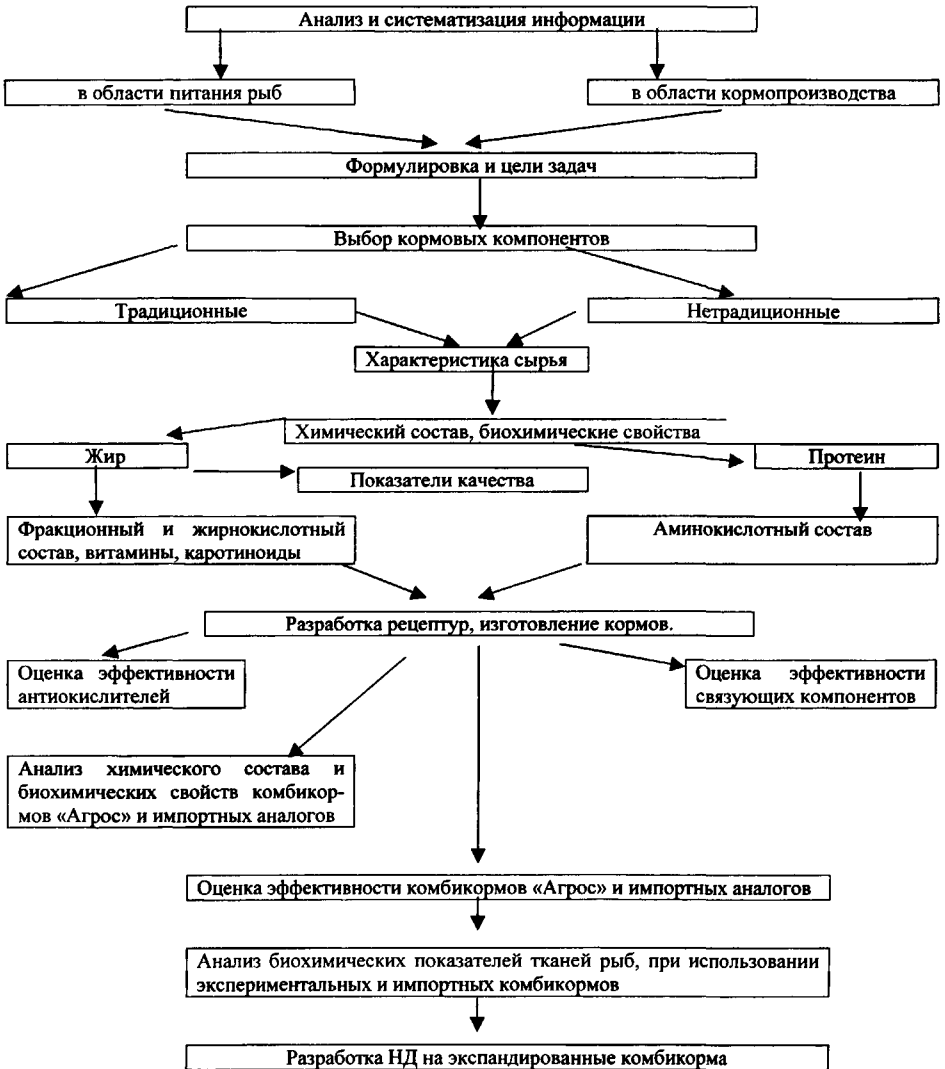 Анализ и систематизация информации
в области питания рыб
в области кормопроизводства
Формулировка и цели задач
Выбор кормовых компонентов
Традиционные
Нетрадиционные
Характеристика сырья
Химический состав, биохимические свойства
Жир
Протеин
Показатели качества
Фракционный и жирнокислотный
состав, витамины, каротиноиды
Аминокислотный состав
Разработка рецептур, изготовление кормов.
Оценка эффективности
антиокислителей
Оценка эффективности
связующих компонентов
Анализ химического состава и
биохимических свойств комбикор-
мов «Агрос» и импортных аналогов
Оценка эффективности комбикормов «Агрос» и импортных аналогов
Анализ биохимических показателей тканей рыб, при использовании
экспериментальных и импортных комбикормов
Разработка НД на экспандированные комбикорма